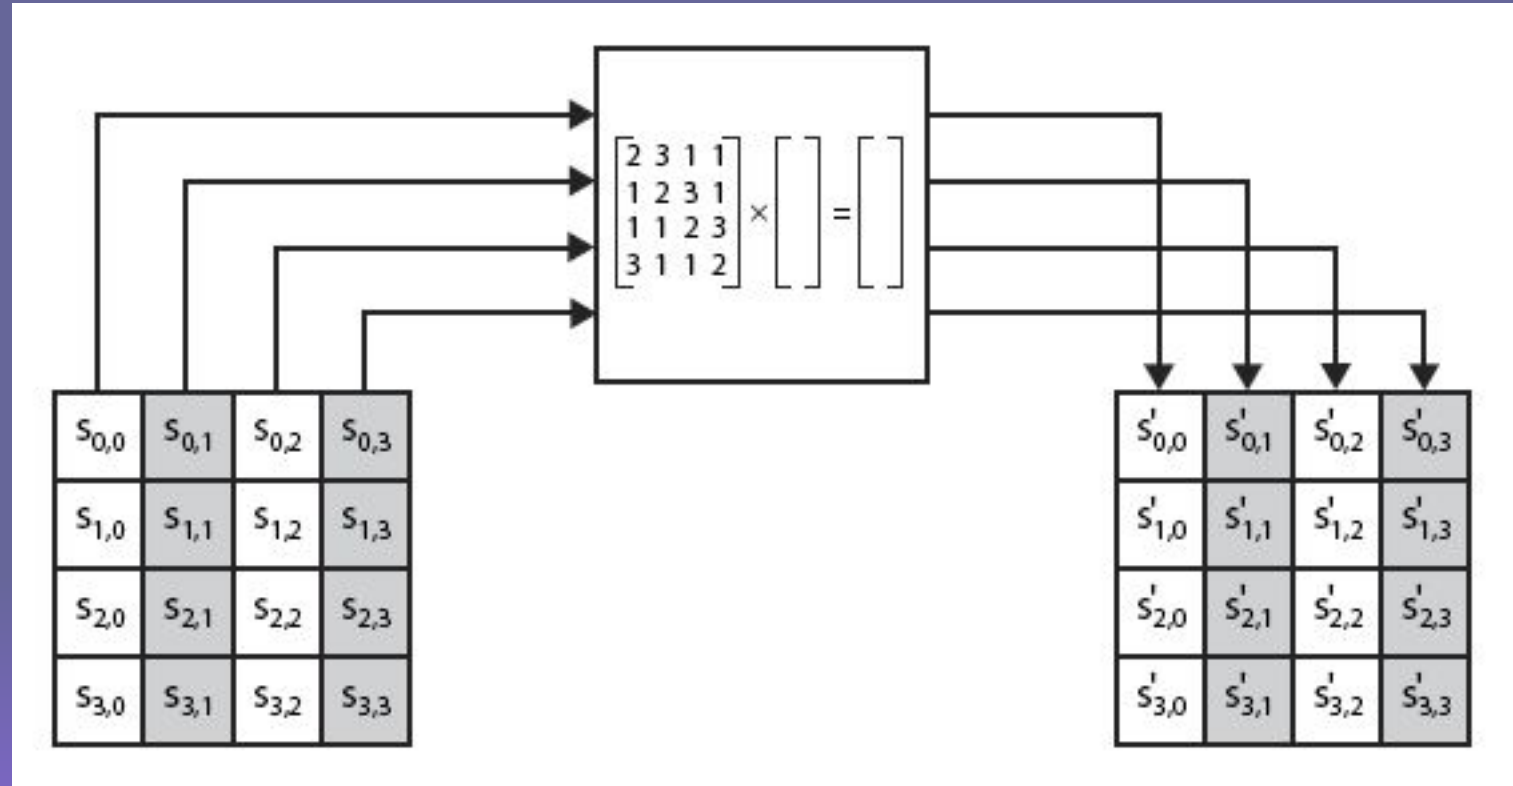 2 3 1 1
1 2 3 1
1 1 2 3
3 1 1 2
× =
S0,0 S0,1 S0,2 S0,3
S1,0 S1,1 S1,2 S1,3
S2,0 S2,1 S2,2 S2,3
S3,0 S3,1 S3,2 S3,3
S'0,0 S'0,1 S'0,2 S'0,3
S'1,0 S'1,1 S'1,2 S'1,3
S'2,0 S'2,1 S'2,2 S'2,3
S'3,0 S'3,1 S'3,2 S'3,3